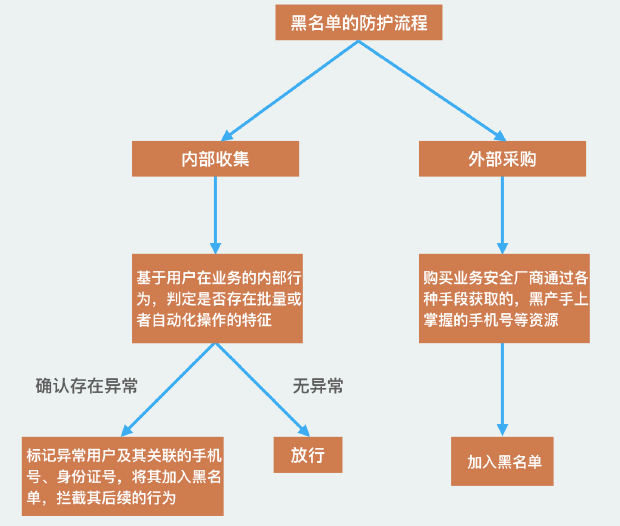 黑名单的防护流程
内部收集
外部采购
基于用户在业务的内部行
为，判定是否存在批量或
者自动化操作的特征
购买业务安全厂商通过各
种手段获取的，黑产手上
掌握的手机号等资源
确认存在异常
无异常
标记异常用户及其关联的手机
号、身份证号，将其加入黑名
单，拦截其后续的行为
放行
加入黑名单